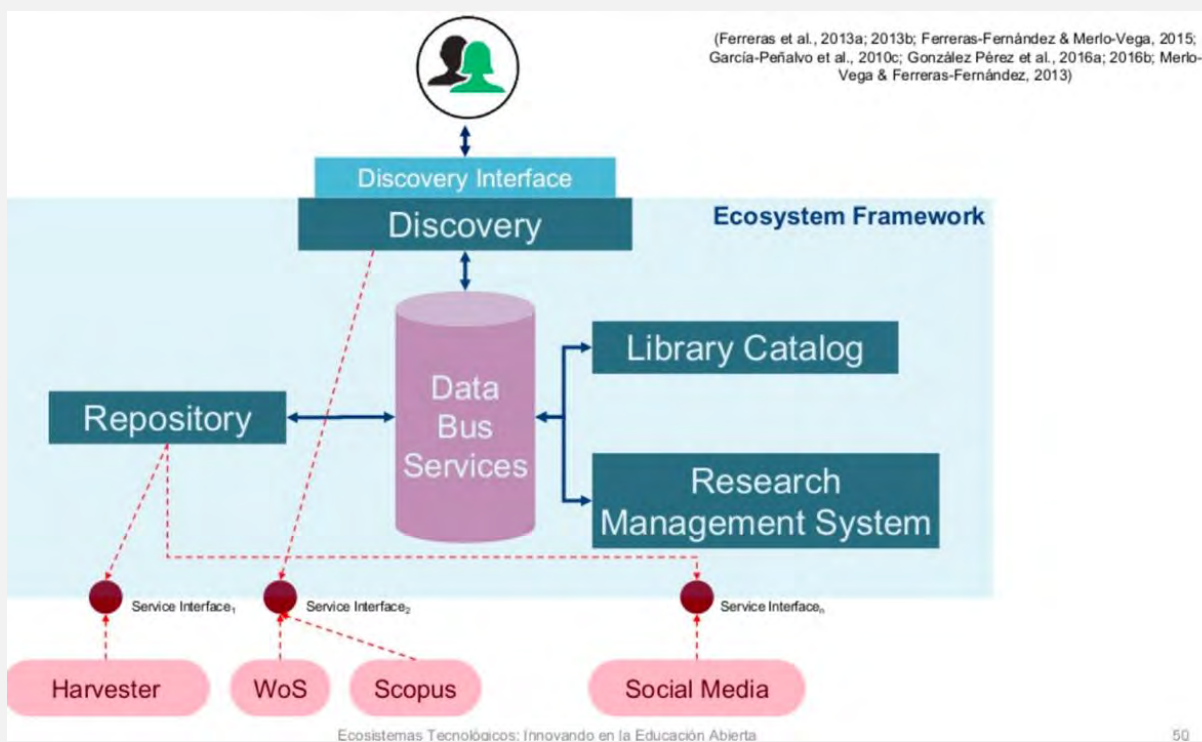 (Ferreras et al., 2013a; 2013b; Ferreras-Fernández & Merlo-Vega, 2015;
García-Peñalvo et al., 2010c; González Pérez et al., 2016a; 2016b; Merlo-
Vega & Ferreras-Fernández, 2013)
Discovery Interface
Discovery
Ecosystem Framework
Library Catalog
Data
Bus
Services
Repository
Research
Management System
Service Interface₁
Service Interface₂
Service Interfaceₙ
Harvester
WoS
Scopus
Social Media
Ecosistemas Tecnológicos: Innovando en la Educación Abierta
50